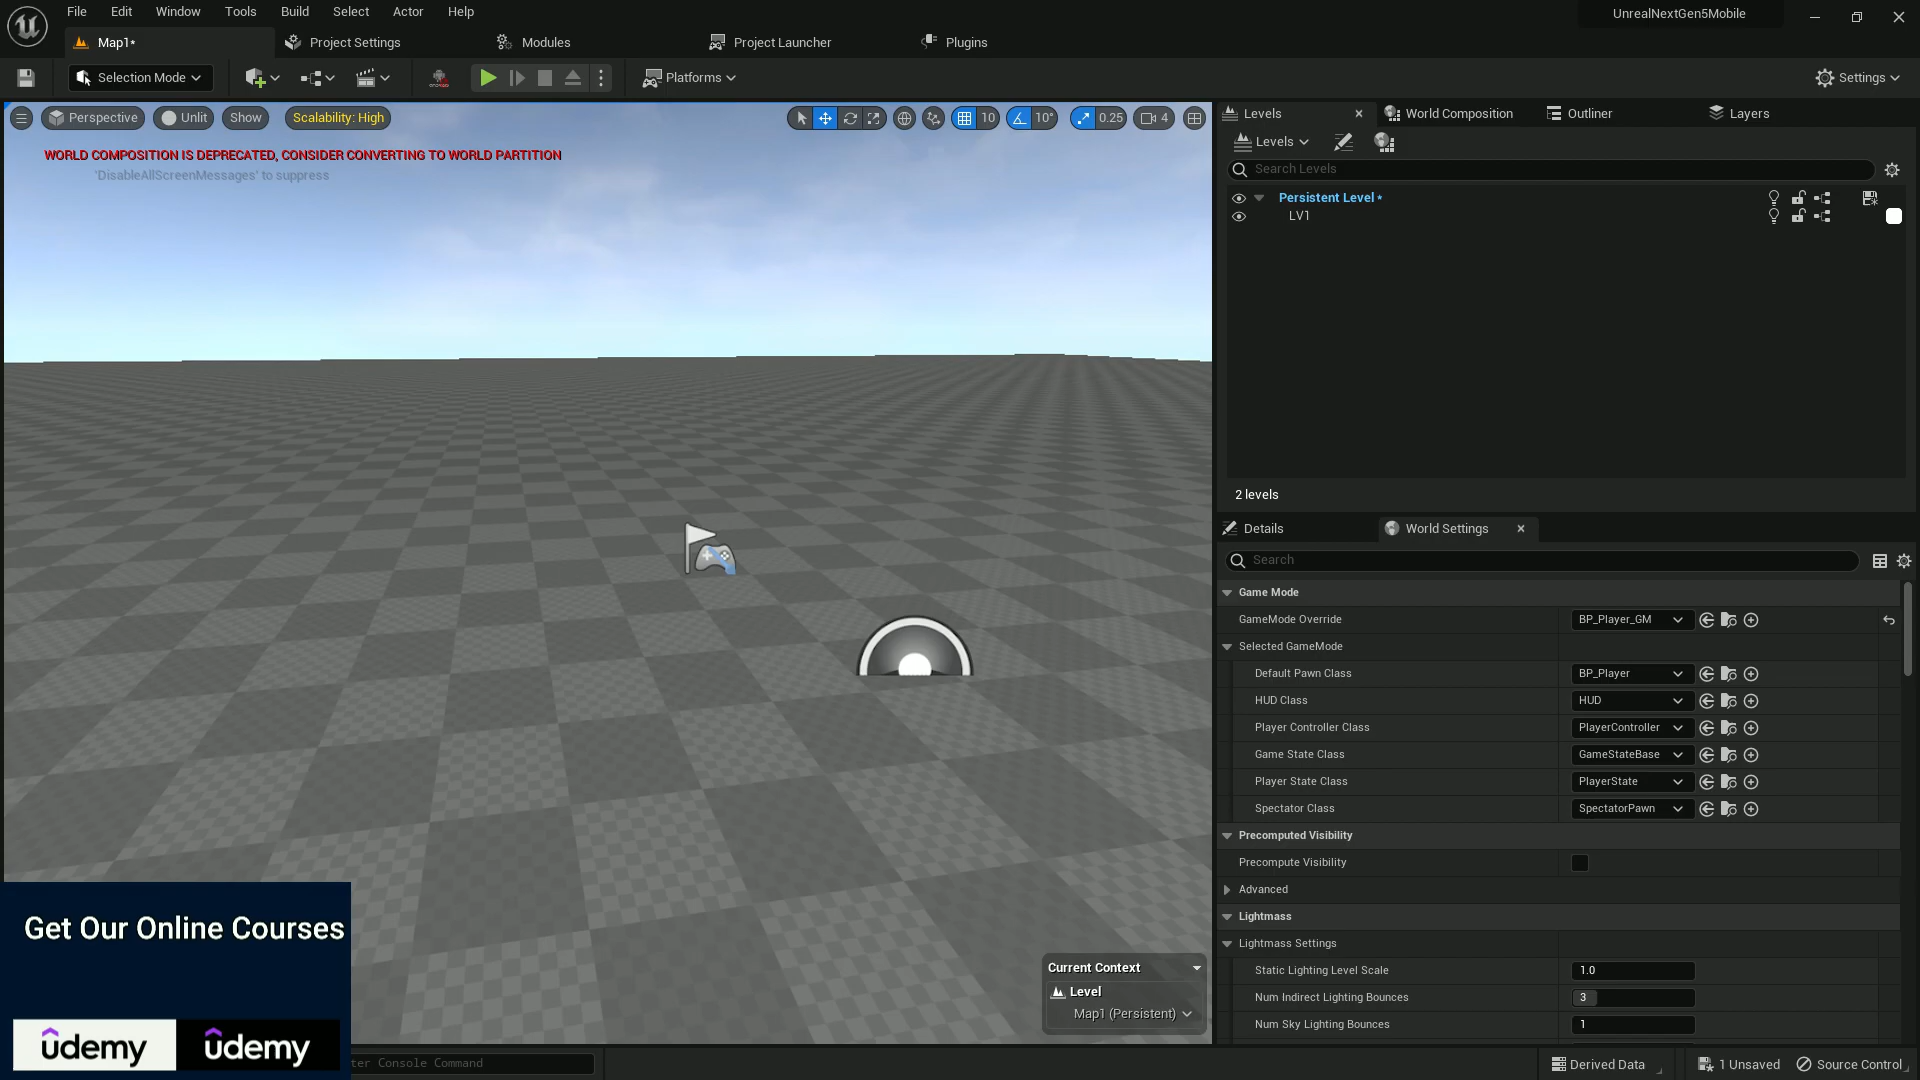 File Edit Window Tools Build Select Actor Help
UnrealNextGen5Mobile
Map1*
Project Settings
Modules
Project Launcher
Plugins
Selection Mode
Platforms
Settings
Perspective
Unlit
Show
Scalability: High
10
10°
0.25
4
WORLD COMPOSITION IS DEPRECATED, CONSIDER CONVERTING TO WORLD PARTITION
'DisableAllScreenMessages' to suppress
Current Context
Level
Map1 (Persistent)
Get Our Online Courses
udemy
udemy
ter Console Command
Levels
World Composition
Outliner
Layers
Levels
Search Levels
Persistent Level *
LV1
2 levels
Details
World Settings
Search
Game Mode
GameMode Override
BP_Player_GM
Selected GameMode
Default Pawn Class
BP_Player
HUD Class
HUD
Player Controller Class
PlayerController
Game State Class
GameStateBase
Player State Class
PlayerState
Spectator Class
SpectatorPawn
Precomputed Visibility
Precompute Visibility
Advanced
Lightmass
Lightmass Settings
Static Lighting Level Scale
1.0
Num Indirect Lighting Bounces
3
Num Sky Lighting Bounces
1
Derived Data
1 Unsaved
Source Control